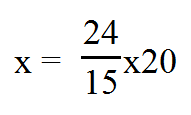 x = 24/15 x20